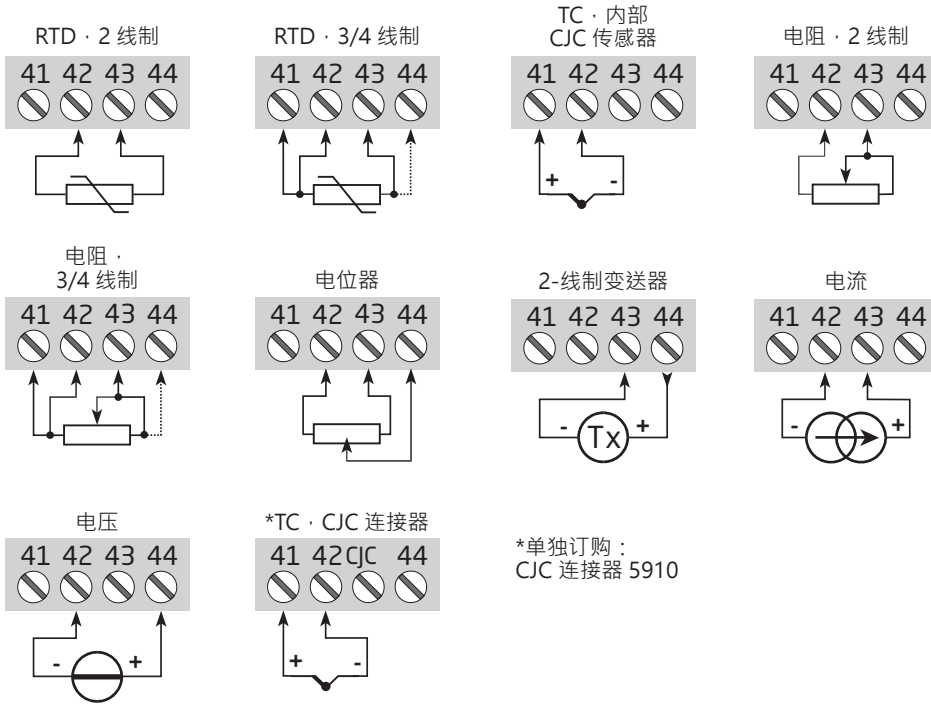 RTD · 2 线制
41 42 43 44
RTD · 3/4 线制
41 42 43 44
TC · 内部
CJC 传感器
41 42 43 44
+ -
电阻 · 2 线制
41 42 43 44
电阻 ·
3/4 线制
41 42 43 44
电位器
41 42 43 44
2-线制变送器
41 42 43 44
- Tx +
电流
41 42 43 44
- +
电压
41 42 43 44
- +
*TC · CJC 连接器
41 42 CJC 44
+ -
*单独订购 :
CJC 连接器 5910